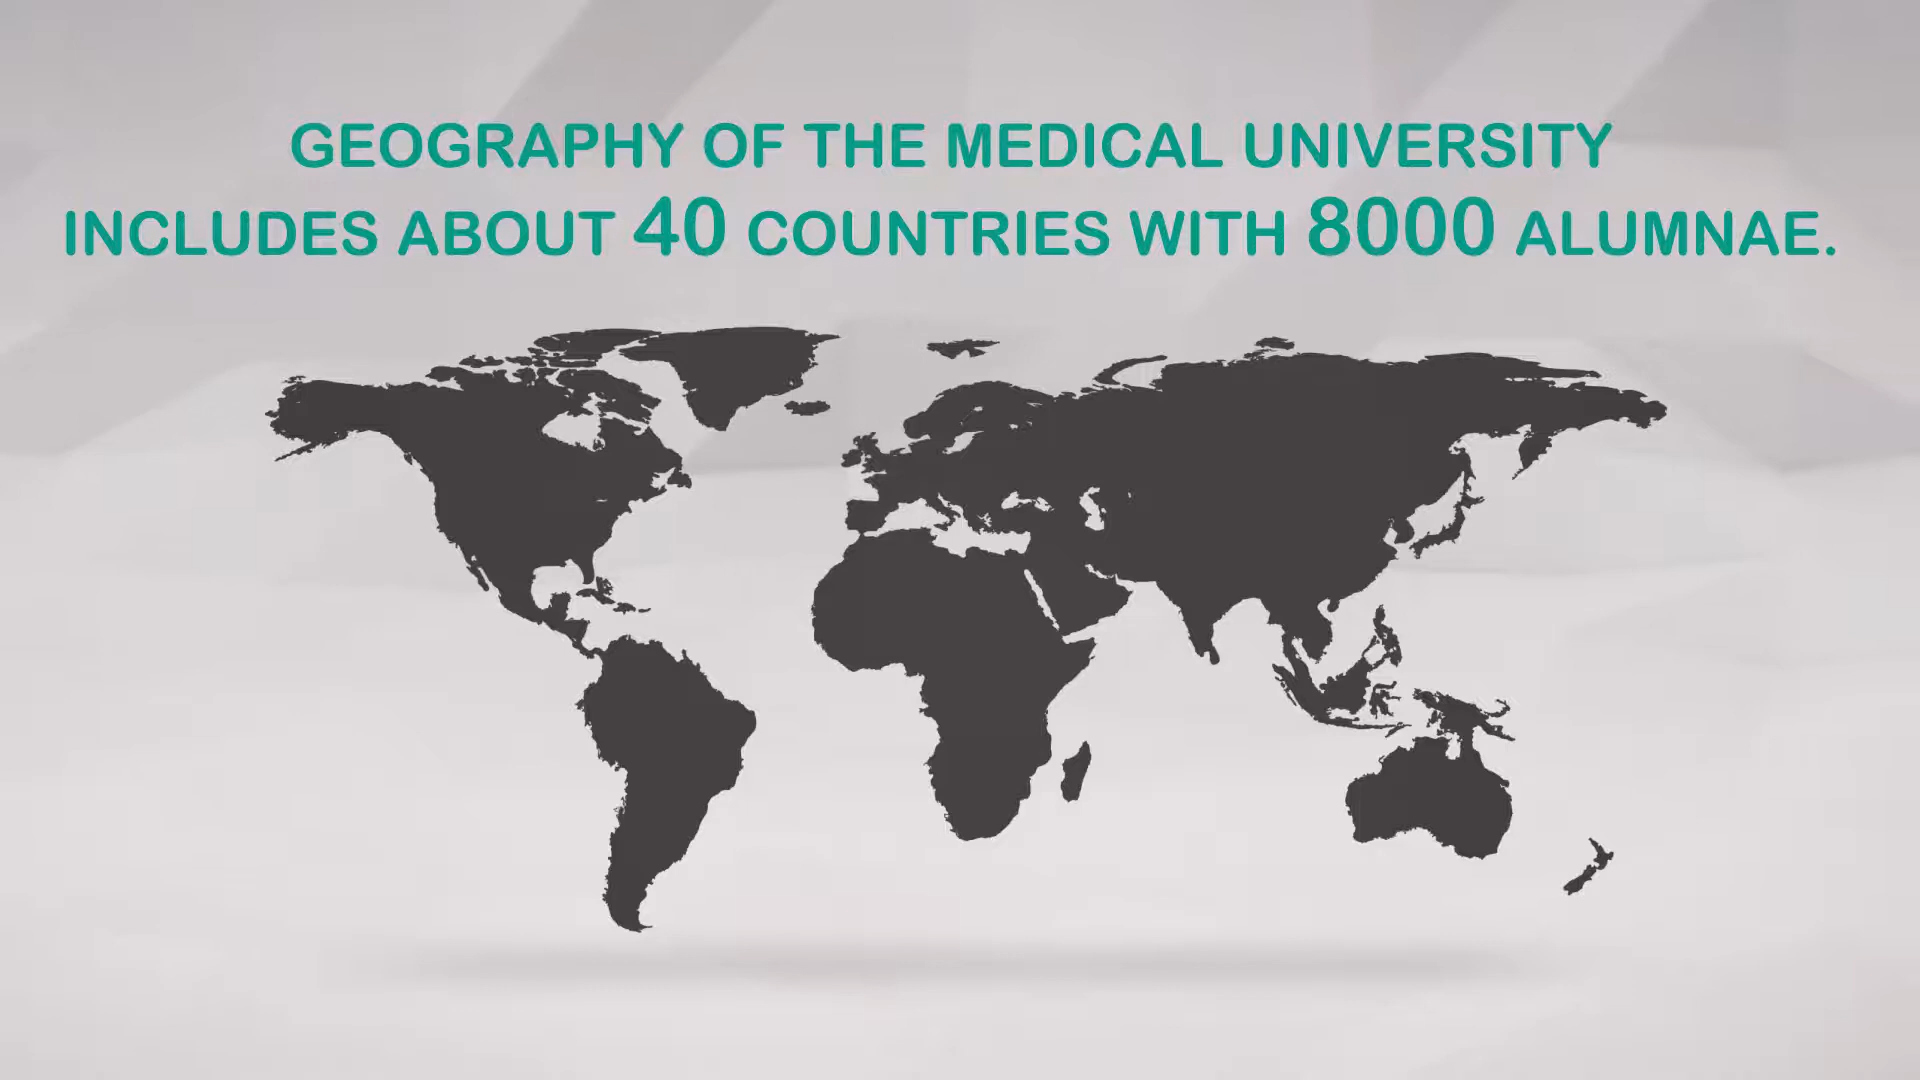 GEOGRAPHY OF THE MEDICAL UNIVERSITY
INCLUDES ABOUT 40 COUNTRIES WITH 8000 ALUMNAE.